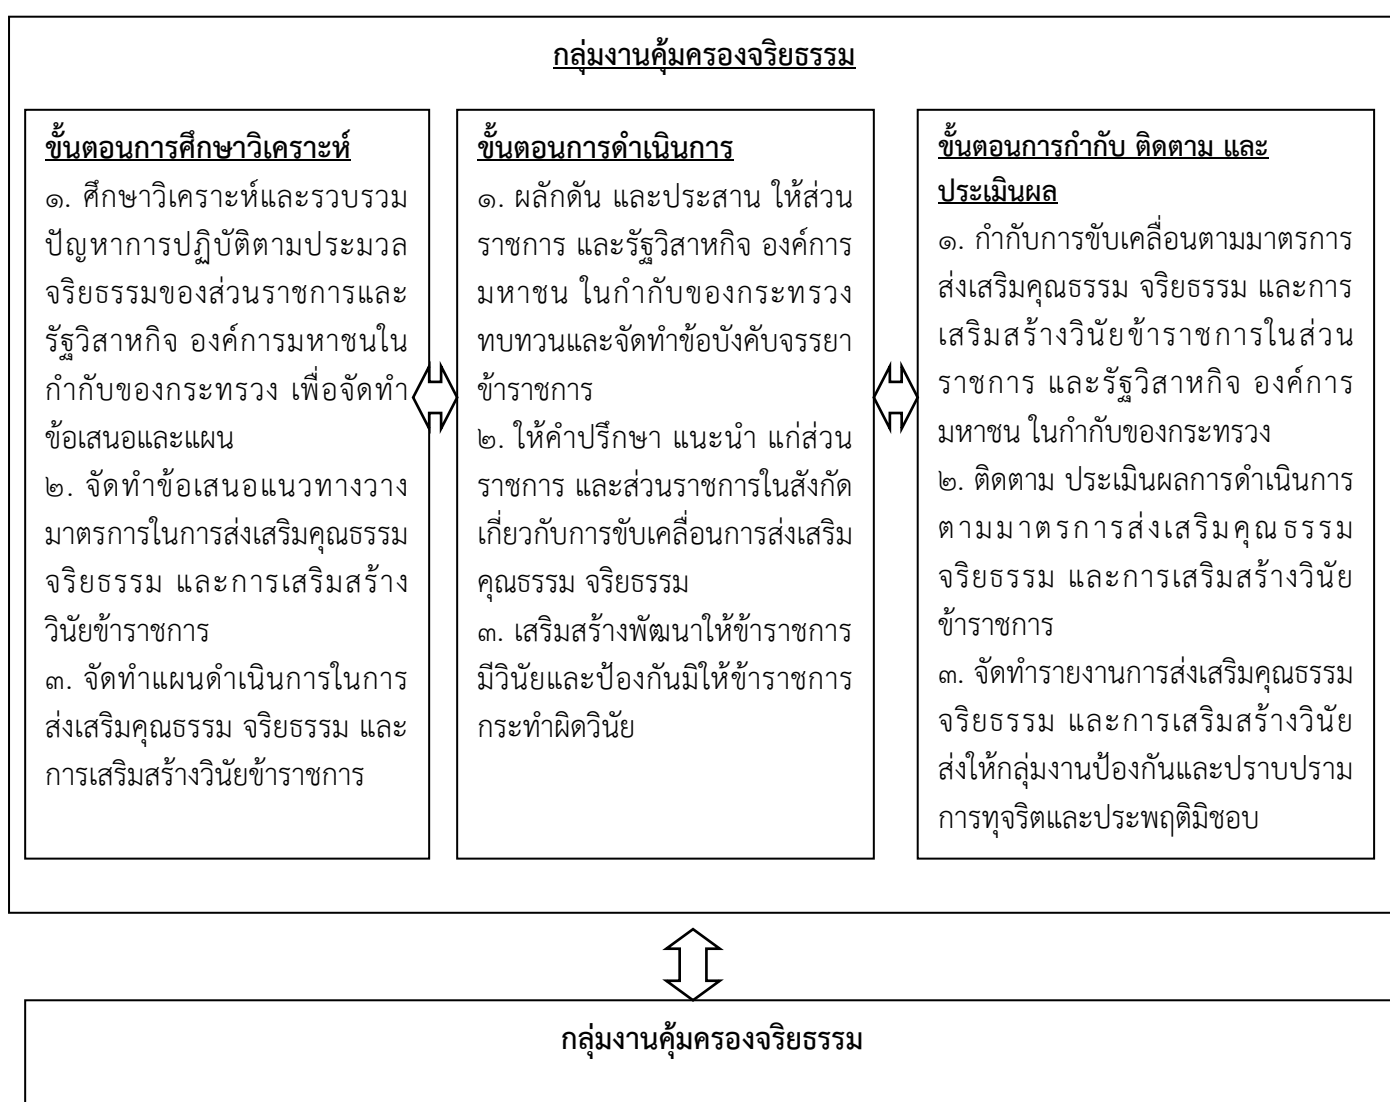 กลุ่มงานคุ้มครองจริยธรรม
ขั้นตอนการศึกษาวิเคราะห์
๑. ศึกษาวิเคราะห์และรวบรวม
ปัญหาการปฏิบัติตามประมวล
จริยธรรมของส่วนราชการและ
รัฐวิสาหกิจ องค์การมหาชนใน
กำกับของกระทรวง เพื่อจัดทำ
ข้อเสนอและแผน
๒. จัดทำข้อเสนอแนวทางวาง
มาตรการในการส่งเสริมคุณธรรม
จริยธรรม และการเสริมสร้าง
วินัยข้าราชการ
๓. จัดทำแผนดำเนินการในการ
ส่งเสริมคุณธรรม จริยธรรม และ
การเสริมสร้างวินัยข้าราชการ
ขั้นตอนการดำเนินการ
๑. ผลักดัน และประสาน ให้ส่วน
ราชการ และรัฐวิสาหกิจ องค์การ
มหาชน ในกำกับของกระทรวง
ทบทวนและจัดทำข้อบังคับจรรยา
ข้าราชการ
๒. ให้คำปรึกษา แนะนำ แก่ส่วน
ราชการ และส่วนราชการในสังกัด
เกี่ยวกับการขับเคลื่อนการส่งเสริม
คุณธรรม จริยธรรม
๓. เสริมสร้างพัฒนาให้ข้าราชการ
มีวินัยและป้องกันมิให้ข้าราชการ
กระทำผิดวินัย
ขั้นตอนการกำกับ ติดตาม และ
ประเมินผล
๑. กำกับการขับเคลื่อนตามมาตรการ
ส่งเสริมคุณธรรม จริยธรรม และการ
เสริมสร้างวินัยข้าราชการในส่วน
ราชการ และรัฐวิสาหกิจ องค์การ
มหาชน ในกำกับของกระทรวง
๒. ติดตาม ประเมินผลการดำเนินการ
ตามมาตรการส่งเสริมคุณธรรม
จริยธรรม และการเสริมสร้างวินัย
ข้าราชการ
๓. จัดทำรายงานการส่งเสริมคุณธรรม
จริยธรรม และการเสริมสร้างวินัย
ส่งให้กลุ่มงานป้องกันและปราบปราม
การทุจริตและประพฤติมิชอบ
กลุ่มงานคุ้มครองจริยธรรม